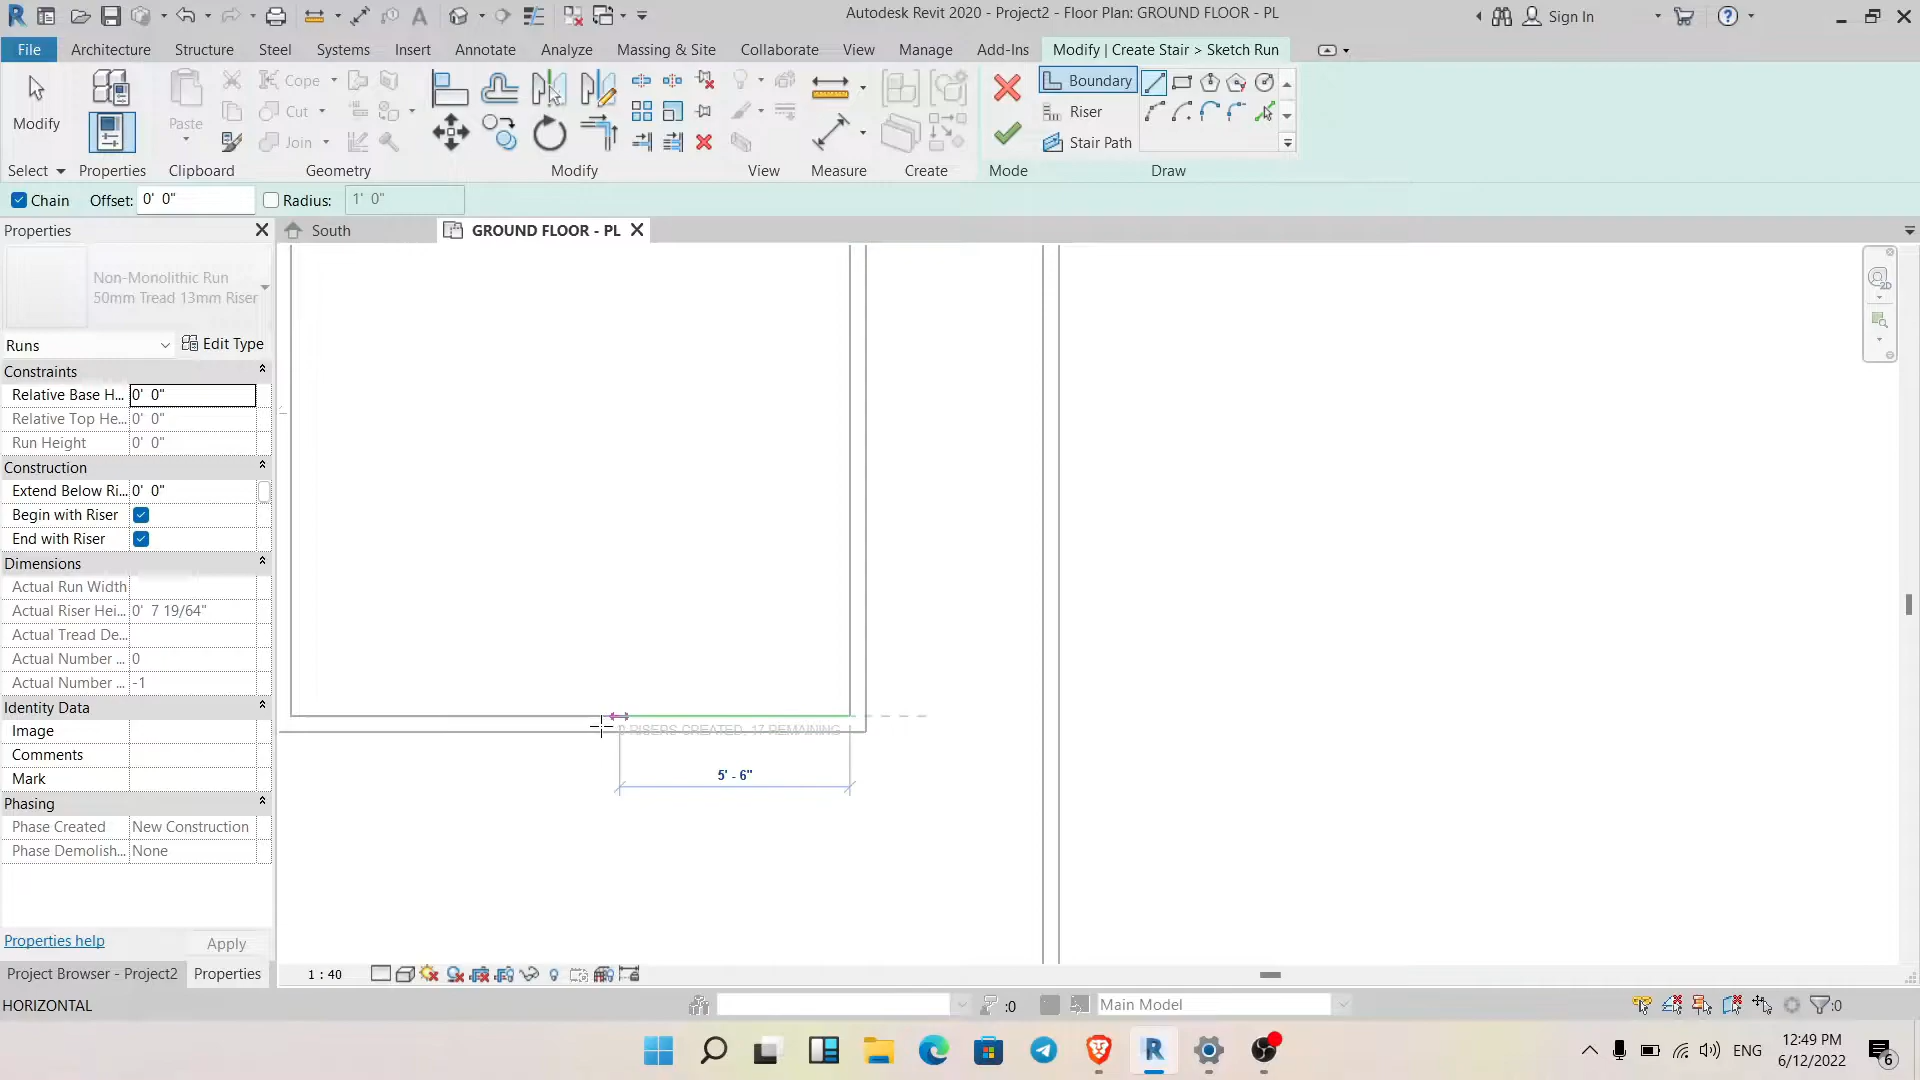 Autodesk Revit 2020 - Project2 - Floor Plan: GROUND FLOOR - PL
Sign In
File
Architecture
Structure
Steel
Systems
Insert
Annotate
Analyze
Massing & Site
Collaborate
View
Manage
Add-Ins
Modify | Create Stair > Sketch Run
Modify
Paste
Cope
Cut
Join
Boundary
Riser
Stair Path
Select
Properties
Clipboard
Geometry
Modify
View
Measure
Create
Mode
Draw
Chain
Offset:
0' 0"
Radius:
1' 0"
Properties
South
GROUND FLOOR - PL
Non-Monolithic Run
50mm Tread 13mm Riser
Runs
Edit Type
Constraints
Relative Base H... 0' 0"
Relative Top He... 0' 0"
Run Height 0' 0"
Construction
Extend Below Ri... 0' 0"
Begin with Riser
End with Riser
Dimensions
Actual Run Width
Actual Riser Hei... 0' 7 19/64"
Actual Tread De...
Actual Number ... 0
Actual Number ... -1
Identity Data
Image
Comments
Mark
Phasing
Phase Created New Construction
Phase Demolish... None
Properties help
Apply
Project Browser - Project2
Properties
RISERS CREATED, 17 REMAINING
5' - 6"
2D
1 : 40
HORIZONTAL
:0
Main Model
:0
ENG
12:49 PM
6/12/2022
6